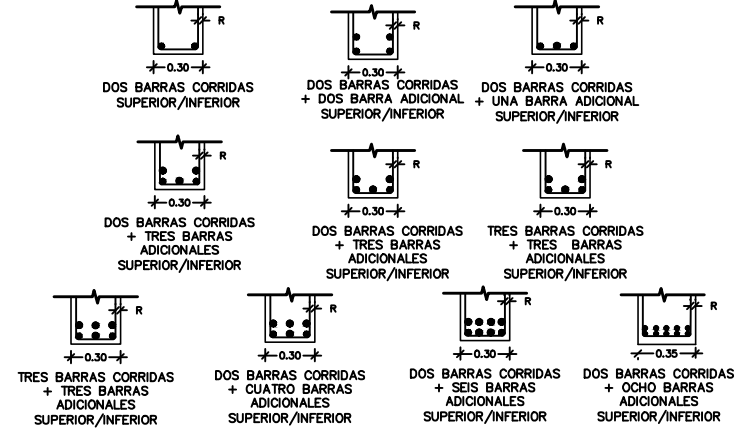 R
0.30
DOS BARRAS CORRIDAS
SUPERIOR/INFERIOR
R
0.30
DOS BARRAS CORRIDAS
+ DOS BARRA ADICIONAL
SUPERIOR/INFERIOR
R
0.30
DOS BARRAS CORRIDAS
+ UNA BARRA ADICIONAL
SUPERIOR/INFERIOR
R
0.30
DOS BARRAS CORRIDAS
+ TRES BARRAS
ADICIONALES
SUPERIOR/INFERIOR
R
0.30
DOS BARRAS CORRIDAS
+ TRES BARRAS
ADICIONALES
SUPERIOR/INFERIOR
R
0.30
TRES BARRAS CORRIDAS
+ TRES BARRAS
ADICIONALES
SUPERIOR/INFERIOR
R
0.30
TRES BARRAS CORRIDAS
+ TRES BARRAS
ADICIONALES
SUPERIOR/INFERIOR
R
0.30
DOS BARRAS CORRIDAS
+ CUATRO BARRAS
ADICIONALES
SUPERIOR/INFERIOR
R
0.30
DOS BARRAS CORRIDAS
+ SEIS BARRAS
ADICIONALES
SUPERIOR/INFERIOR
R
0.35
DOS BARRAS CORRIDAS
+ OCHO BARRAS
ADICIONALES
SUPERIOR/INFERIOR